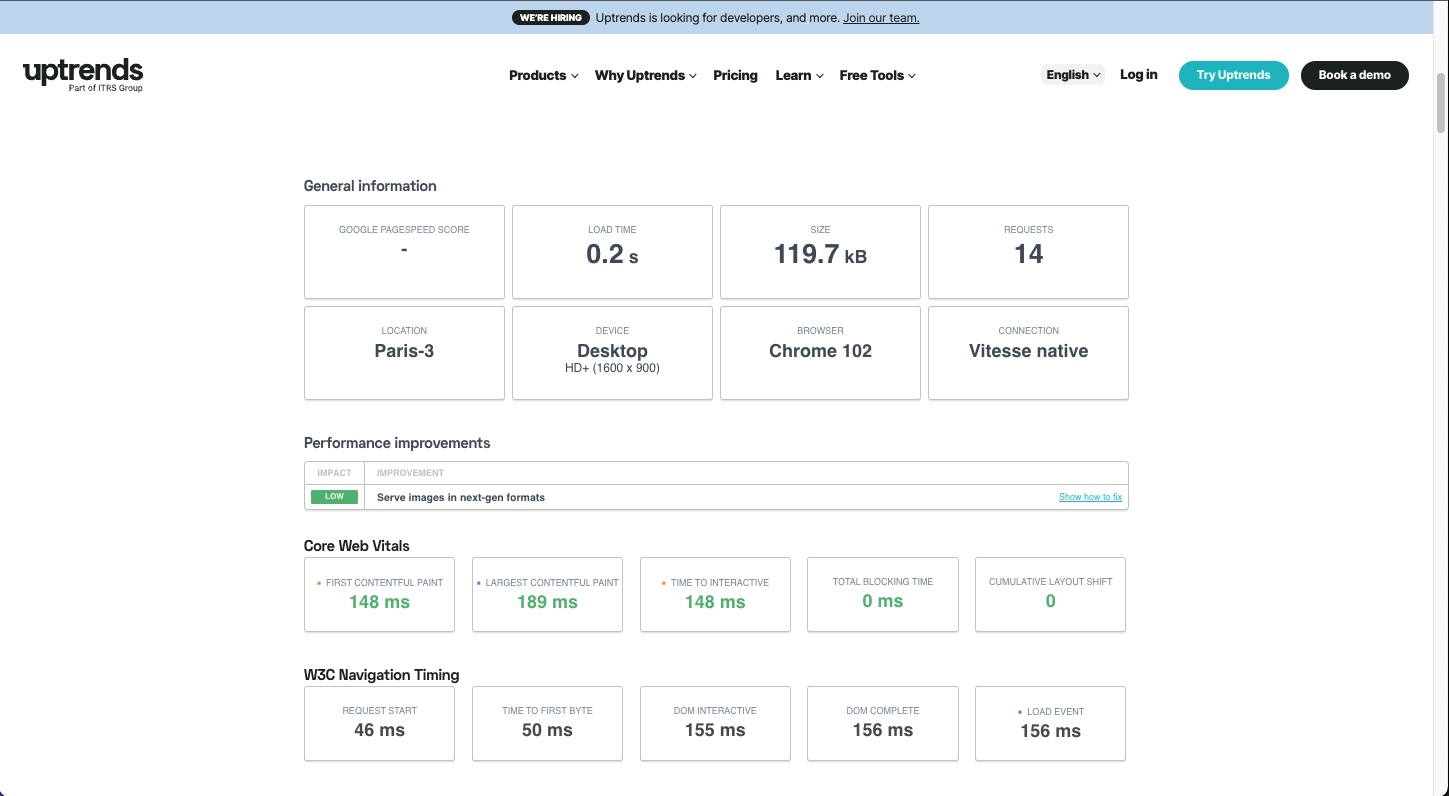 WE'RE HIRING Uptrends is looking for developers, and more. Join our team.
uptrends
Part of ITRS Group
Products Why Uptrends Pricing Learn Free Tools English Log in Try Uptrends Book a demo
General information
GOOGLE PAGESPEED SCORE LOAD TIME SIZE REQUESTS
- 0.2 s 119.7 kB 14
LOCATION DEVICE BROWSER CONNECTION
Paris-3 Desktop Chrome 102 Vitesse native
HD+ (1600 x 900)
Performance improvements
IMPACT IMPROVEMENT
LOW Serve images in next-gen formats Show how to fix
Core Web Vitals
FIRST CONTENTFUL PAINT LARGEST CONTENTFUL PAINT TIME TO INTERACTIVE TOTAL BLOCKING TIME CUMULATIVE LAYOUT SHIFT
148 ms 189 ms 148 ms 0 ms 0
W3C Navigation Timing
REQUEST START TIME TO FIRST BYTE DOM INTERACTIVE DOM COMPLETE LOAD EVENT
46 ms 50 ms 155 ms 156 ms 156 ms